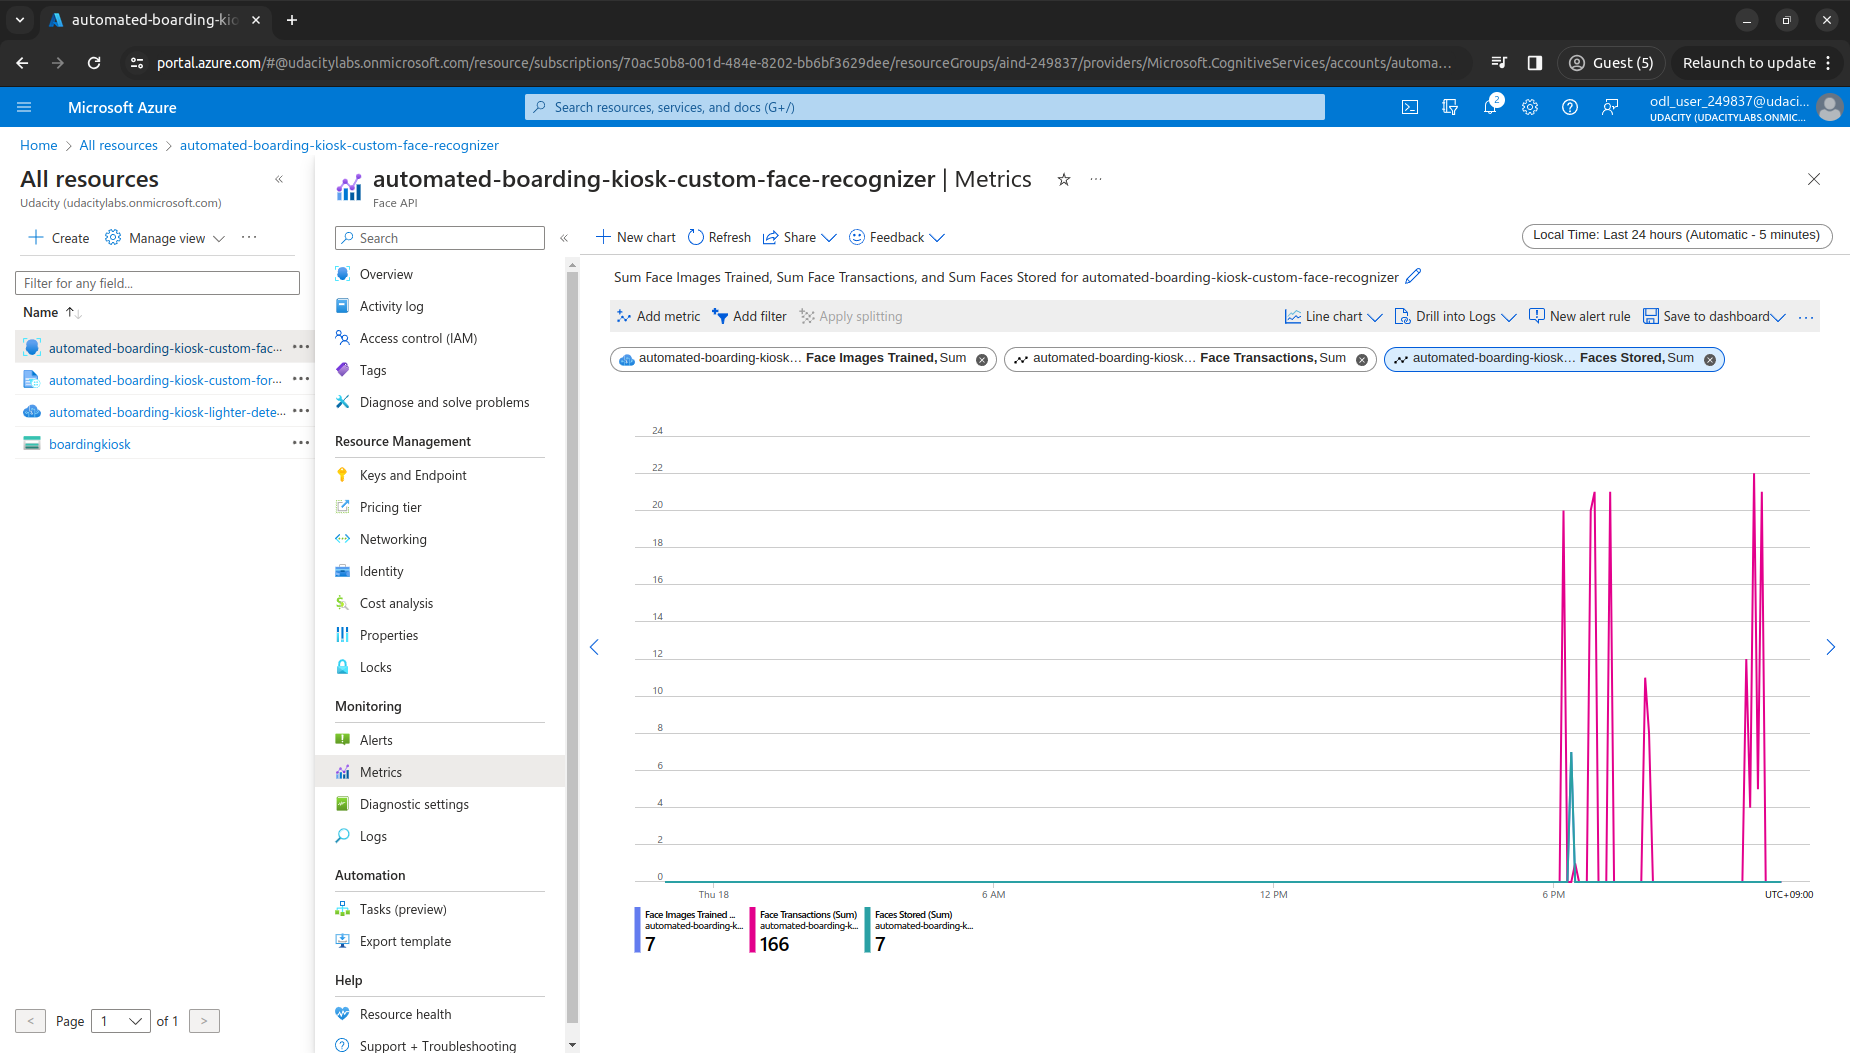 automated-boarding-kio
portal.azure.com/#@udacitylabs.onmicrosoft.com/resource/subscriptions/70ac50b8-001d-484e-8202-bb6bf3629dee/resourceGroups/aind-249837/providers/Microsoft.CognitiveServices/accounts/automa...
Guest (5)
Relaunch to update
Microsoft Azure
Search resources, services, and docs (G+/)
2
odl_user_249837@udaci...
UDACITY (UDACITYLABS.ONMIC...
Home > All resources > automated-boarding-kiosk-custom-face-recognizer
All resources
Udacity (udacitylabs.onmicrosoft.com)
Create
Manage view
Filter for any field...
Name
automated-boarding-kiosk-custom-fac...
automated-boarding-kiosk-custom-for...
automated-boarding-kiosk-lighter-dete...
boardingkiosk
< Page 1 of 1 >
automated-boarding-kiosk-custom-face-recognizer | Metrics
Face API
Search
Overview
Activity log
Access control (IAM)
Tags
Diagnose and solve problems
Resource Management
Keys and Endpoint
Pricing tier
Networking
Identity
Cost analysis
Properties
Locks
Monitoring
Alerts
Metrics
Diagnostic settings
Logs
Automation
Tasks (preview)
Export template
Help
Resource health
Support + Troubleshooting
New chart
Refresh
Share
Feedback
Local Time: Last 24 hours (Automatic - 5 minutes)
Sum Face Images Trained, Sum Face Transactions, and Sum Faces Stored for automated-boarding-kiosk-custom-face-recognizer
Add metric
Add filter
Apply splitting
Line chart
Drill into Logs
New alert rule
Save to dashboard
automated-boarding-kiosk... Face Images Trained, Sum
automated-boarding-kiosk... Face Transactions, Sum
automated-boarding-kiosk... Faces Stored, Sum
24
22
20
18
16
14
12
10
8
6
4
2
0
Thu 18
6 AM
12 PM
6 PM
UTC+09:00
Face Images Trained ...
automated-boarding-k...
7
Face Transactions (Sum)
automated-boarding-k...
166
Faces Stored (Sum)
automated-boarding-k...
7